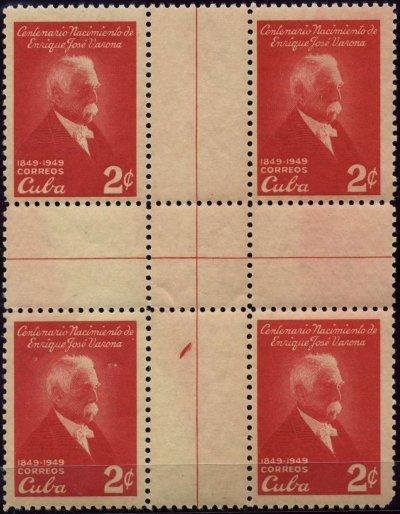 Centenario Nacimiento de
Enrique José Varona
1849-1949
CORREOS
Cuba 2¢
Centenario Nacimiento de
Enrique José Varona
1849-1949
CORREOS
Cuba 2¢
Centenario Nacimiento de
Enrique José Varona
1849-1949
CORREOS
Cuba 2¢
Centenario Nacimiento de
Enrique José Varona
1849-1949
CORREOS
Cuba 2¢